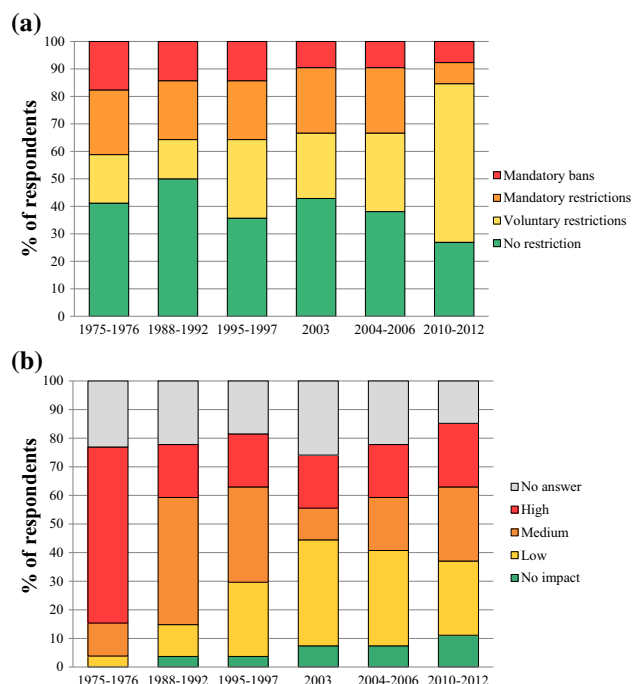 (a)
% of respondents
100
90
80
70
60
50
40
30
20
10
0
1975-1976
1988-1992
1995-1997
2003
2004-2006
2010-2012
Mandatory bans
Mandatory restrictions
Voluntary restrictions
No restriction
(b)
% of respondents
100
90
80
70
60
50
40
30
20
10
0
1975-1976
1988-1992
1995-1997
2003
2004-2006
2010-2012
No answer
High
Medium
Low
No impact